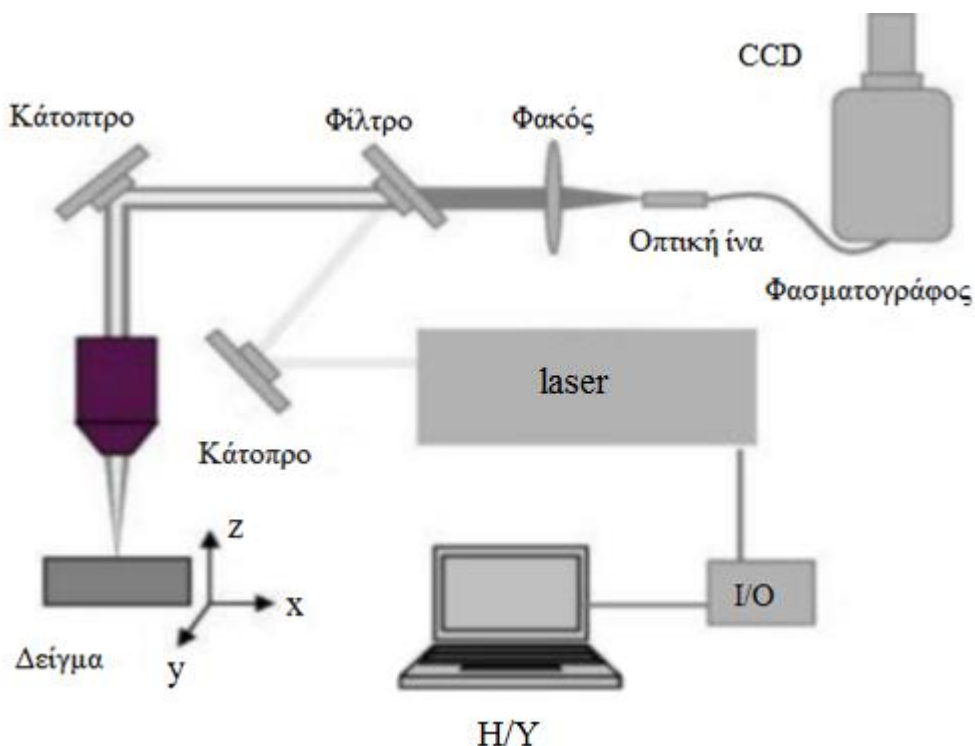 CCD
Κάτοπτρο
Φίλτρο
Φακός
Οπτική ίνα
Φασματογράφος
laser
Κάτοπρο
z
x
y
I/O
Δείγμα
Η/Υ